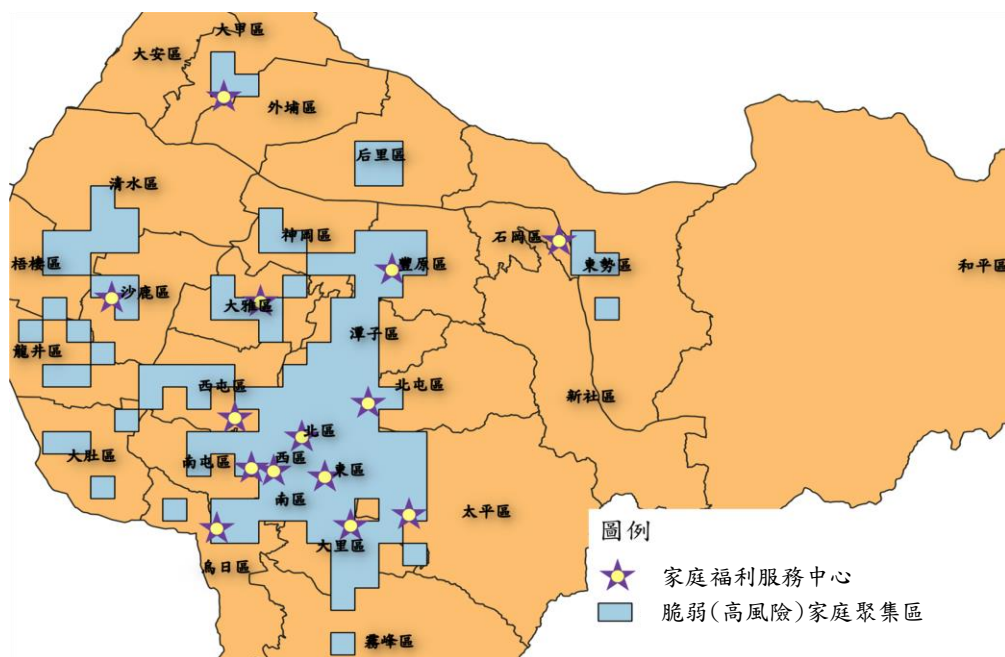 大甲區
大安區
外埔區
后里區
清水區
神岡區
石岡區
梧棲區
豐原區
東勢區
和平區
沙鹿區
大雅區
潭子區
龍井區
西屯區
北屯區
新社區
北區
大肚區
南屯區
西區
東區
南區
太平區
大里區
烏日區
霧峰區
圖例
家庭福利服務中心
脆弱(高風險)家庭聚集區